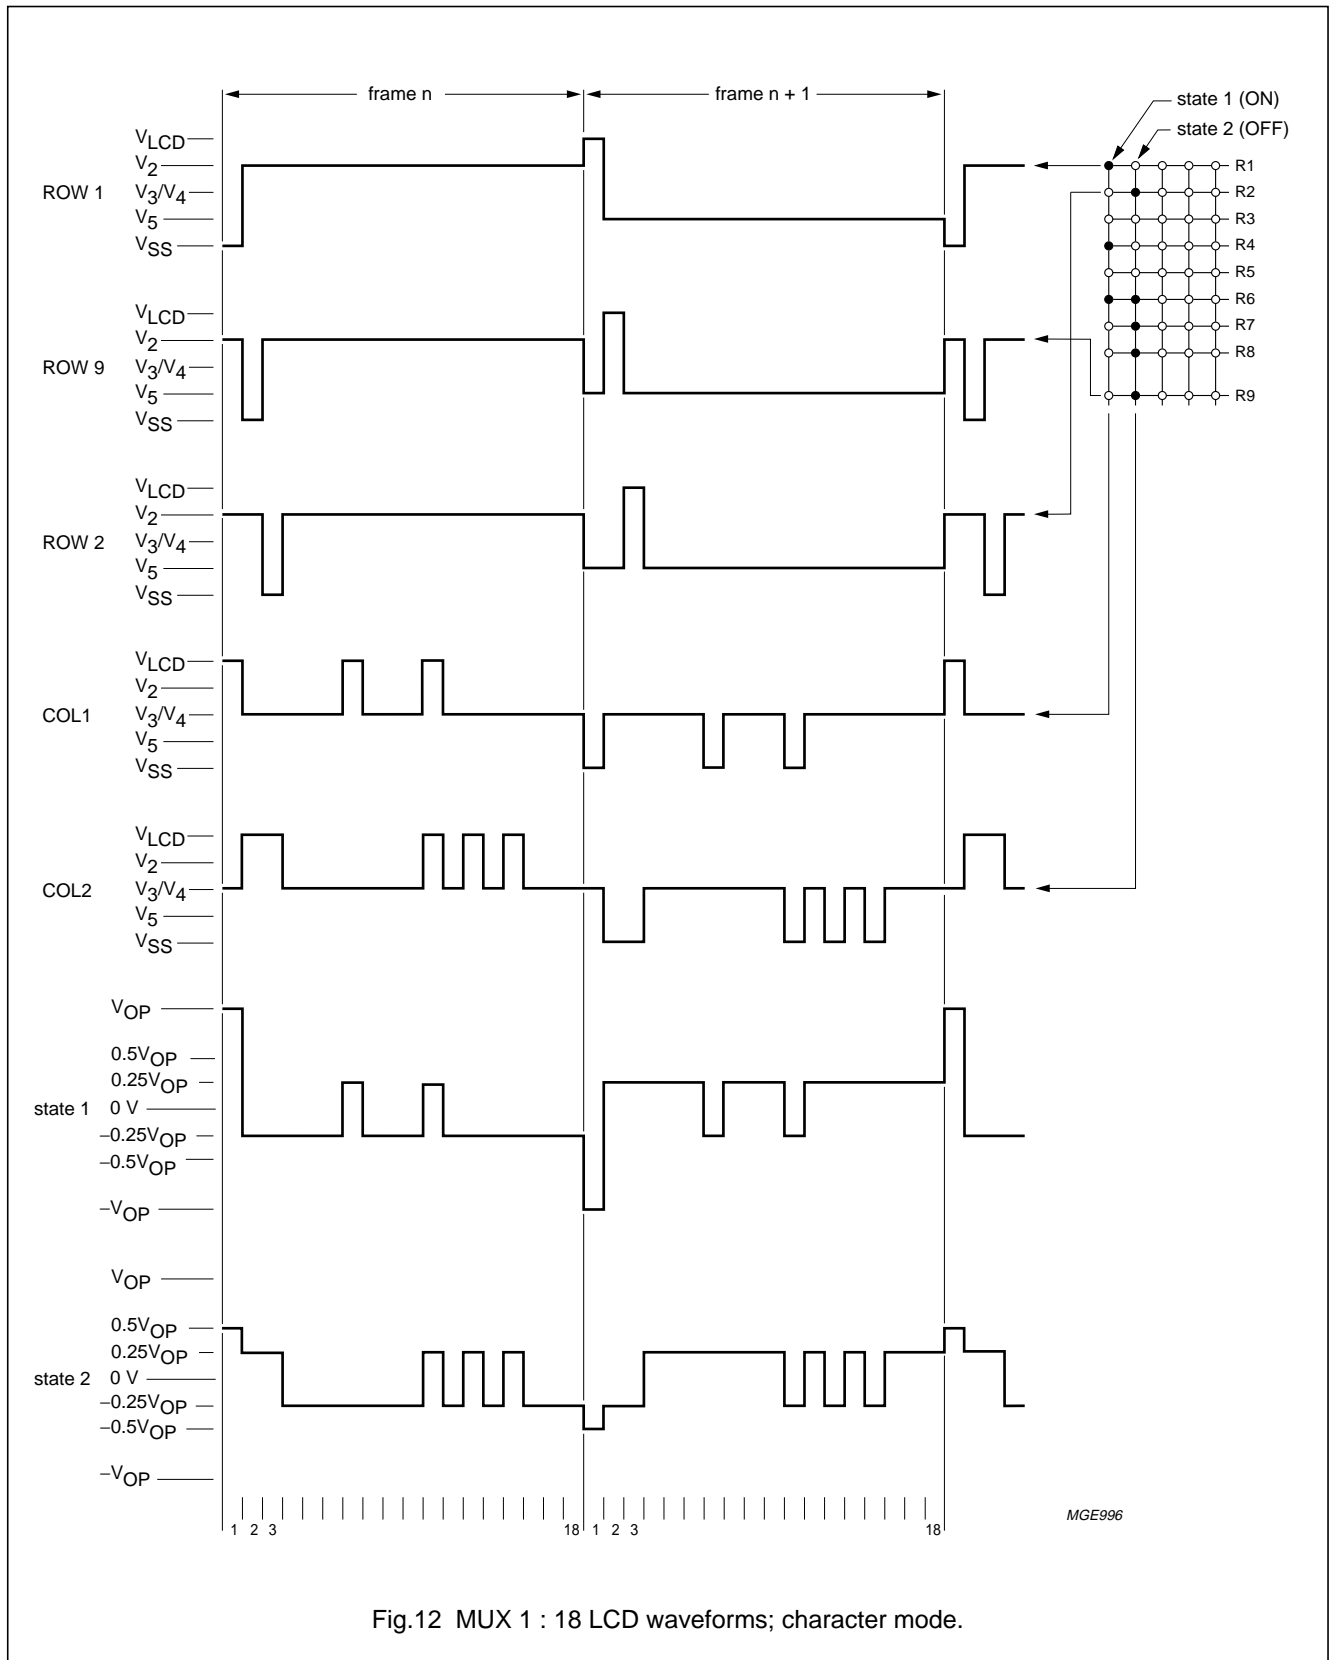 frame n
frame n + 1
state 1 (ON)
state 2 (OFF)
ROW 1
VLCD
V2
V3/V4
V5
VSS
R1
R2
R3
R4
R5
R6
R7
R8
R9
ROW 9
VLCD
V2
V3/V4
V5
VSS
ROW 2
VLCD
V2
V3/V4
V5
VSS
COL1
VLCD
V2
V3/V4
V5
VSS
COL2
VLCD
V2
V3/V4
V5
VSS
state 1
VOP
0.5VOP
0.25VOP
0 V
−0.25VOP
−0.5VOP
−VOP
state 2
VOP
0.5VOP
0.25VOP
0 V
−0.25VOP
−0.5VOP
−VOP
1 2 3 18 1 2 3 18
MGE996
Fig.12 MUX 1 : 18 LCD waveforms; character mode.